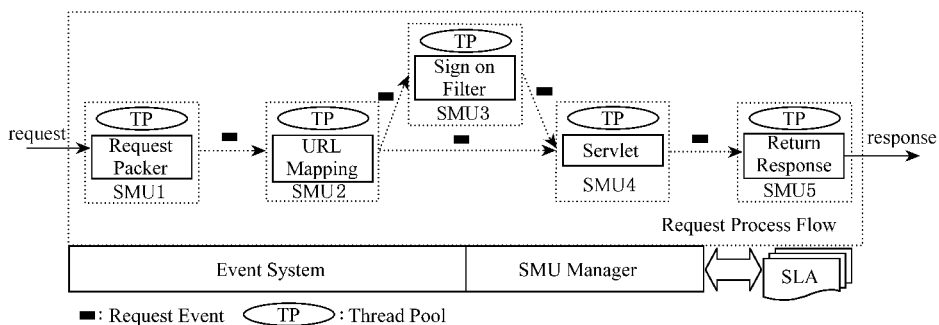 TP
Sign on
Filter
SMU3
request
TP
Request
Packer
SMU1
TP
URL
Mapping
SMU2
TP
Servlet
SMU4
TP
Return
Response
SMU5
response
Request Process Flow
Event System
SMU Manager
SLA
: Request Event
TP : Thread Pool